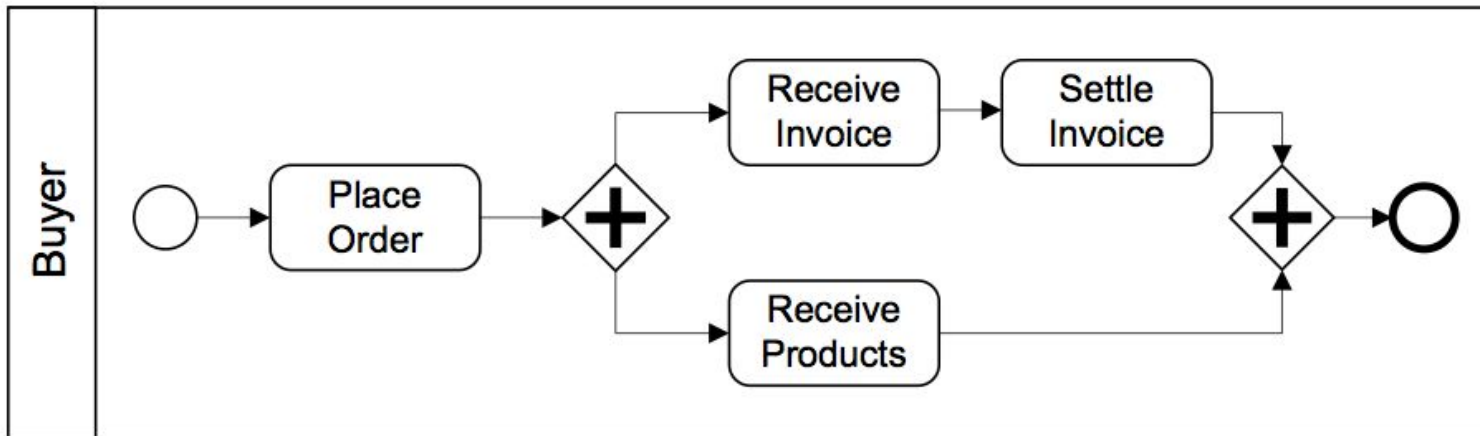 Buyer
Place
Order
Receive
Invoice
Settle
Invoice
Receive
Products